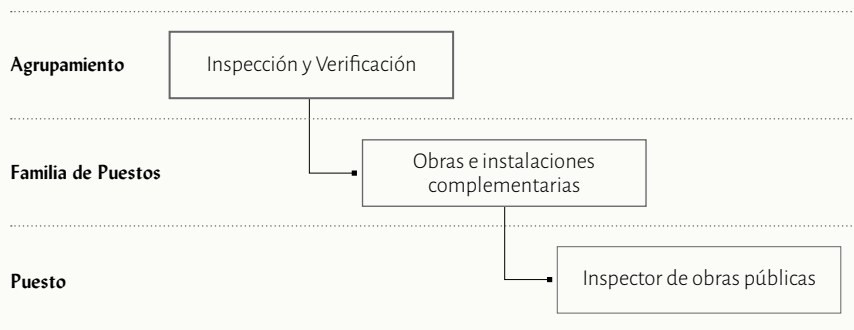 Agrupamiento
Inspección y Verificación
Familia de Puestos
Obras e instalaciones
complementarias
Puesto
Inspector de obras públicas